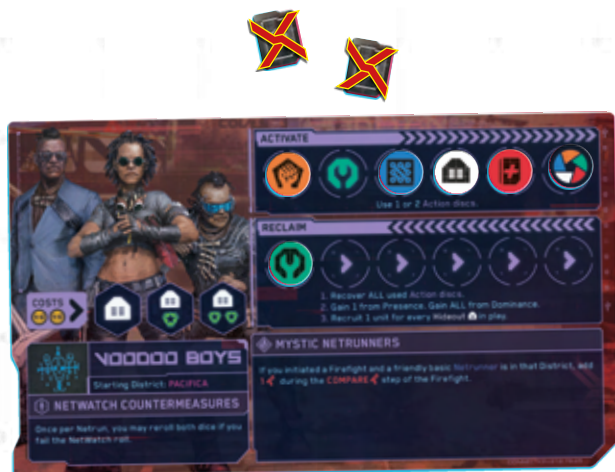 ACTIVATE
Use 1 or 2 Action discs.
RECLAIM
1. Recover ALL used Action discs.
2. Gain 1 from Presence. Gain ALL from Dominance.
3. Recruit 1 unit for every Hideout in play.
COSTS
VOODOO BOYS
Starting District: PACIFICA
NETWATCH COUNTERMEASURES
Once per Netrun, you may reroll both dice if you
fail the NetWatch roll.
MYSTIC NETRUNNERS
If you initiated a Firefight and a friendly basic Netrunner is in that District, add
1 during the COMPARE step of the Firefight.